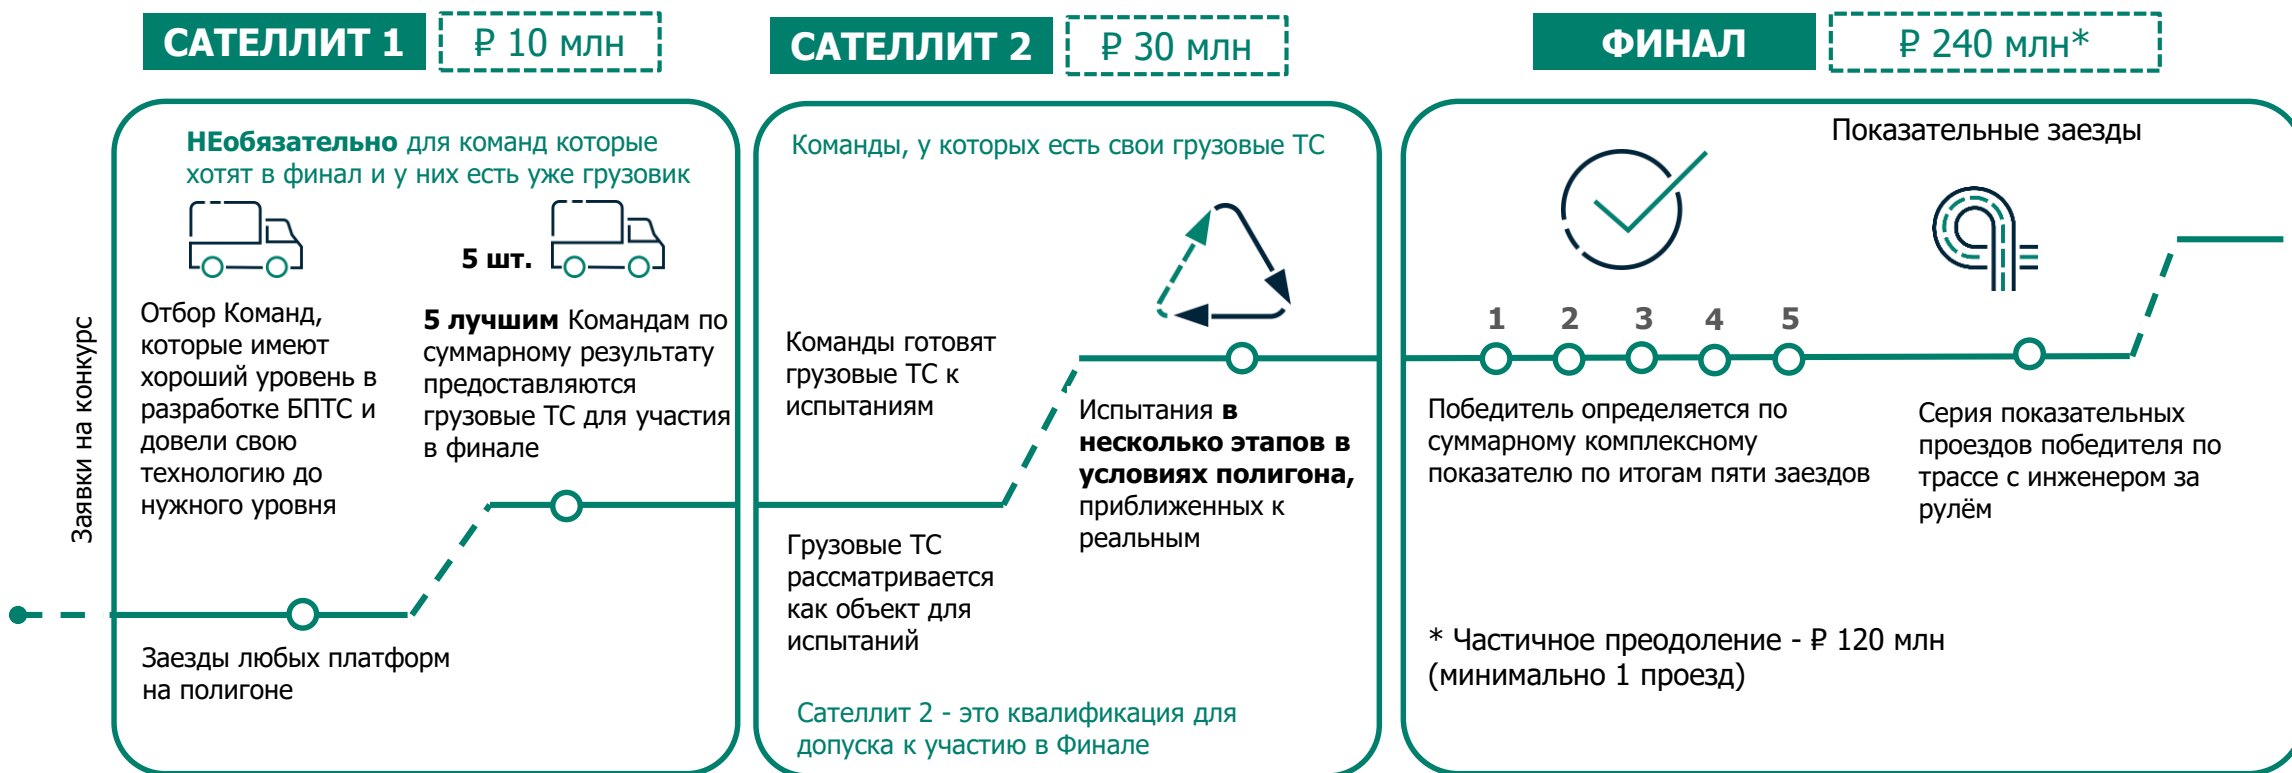 САТЕЛЛИТ 1
₽ 10 млн
САТЕЛЛИТ 2
₽ 30 млн
ФИНАЛ
₽ 240 млн*
Заявки на конкурс
НЕобязательно для команд которые
хотят в финал и у них есть уже грузовик
5 шт.
Отбор Команд,
которые имеют
хороший уровень в
разработке БПТС и
довели свою
технологию до
нужного уровня
5 лучшим Командам по
суммарному результату
предоставляются
грузовые ТС для участия
в финале
Заезды любых платформ
на полигоне
Команды, у которых есть свои грузовые ТС
Команды готовят
грузовые ТС к
испытаниям
Грузовые ТС
рассматривается
как объект для
испытаний
Испытания в
несколько этапов в
условиях полигона,
приближенных к
реальным
Сателлит 2 - это квалификация для
допуска к участию в Финале
Показательные заезды
1 2 3 4 5
Победитель определяется по
суммарному комплексному
показателю по итогам пяти заездов
Серия показательных
проездов победителя по
трассе с инженером за
рулём
* Частичное преодоление - ₽ 120 млн
(минимально 1 проезд)